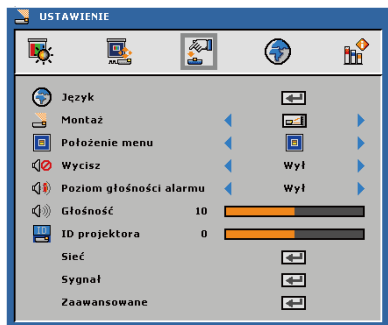 USTAWIENIE
Język
Montaż
Położenie menu
Wycisz Wył
Poziom głośności alarmu Wył
Głośność 10
ID ID projektora 0
Sieć
Sygnał
Zaawansowane